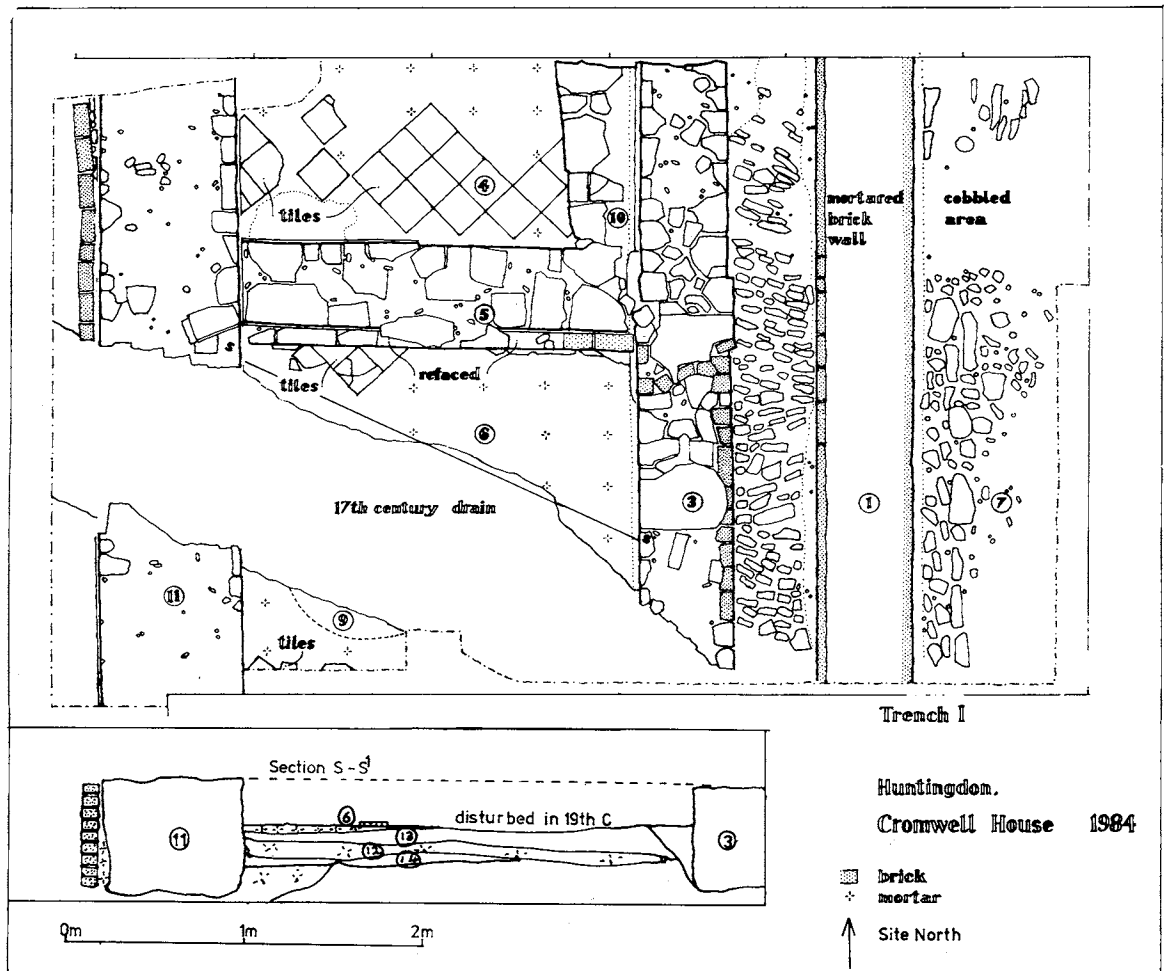 4
10
tiles
mortared
brick
wall
cobbled
area
5
s
refaced
tiles
6
17th century drain
3
1
7
s
11
9
tiles
Trench I
Section S-S¹
Huntingdon.
Cromwell House 1984
6
disturbed in 19th C
13
12
14
11
3
brick
mortar
0m 1m 2m
Site North